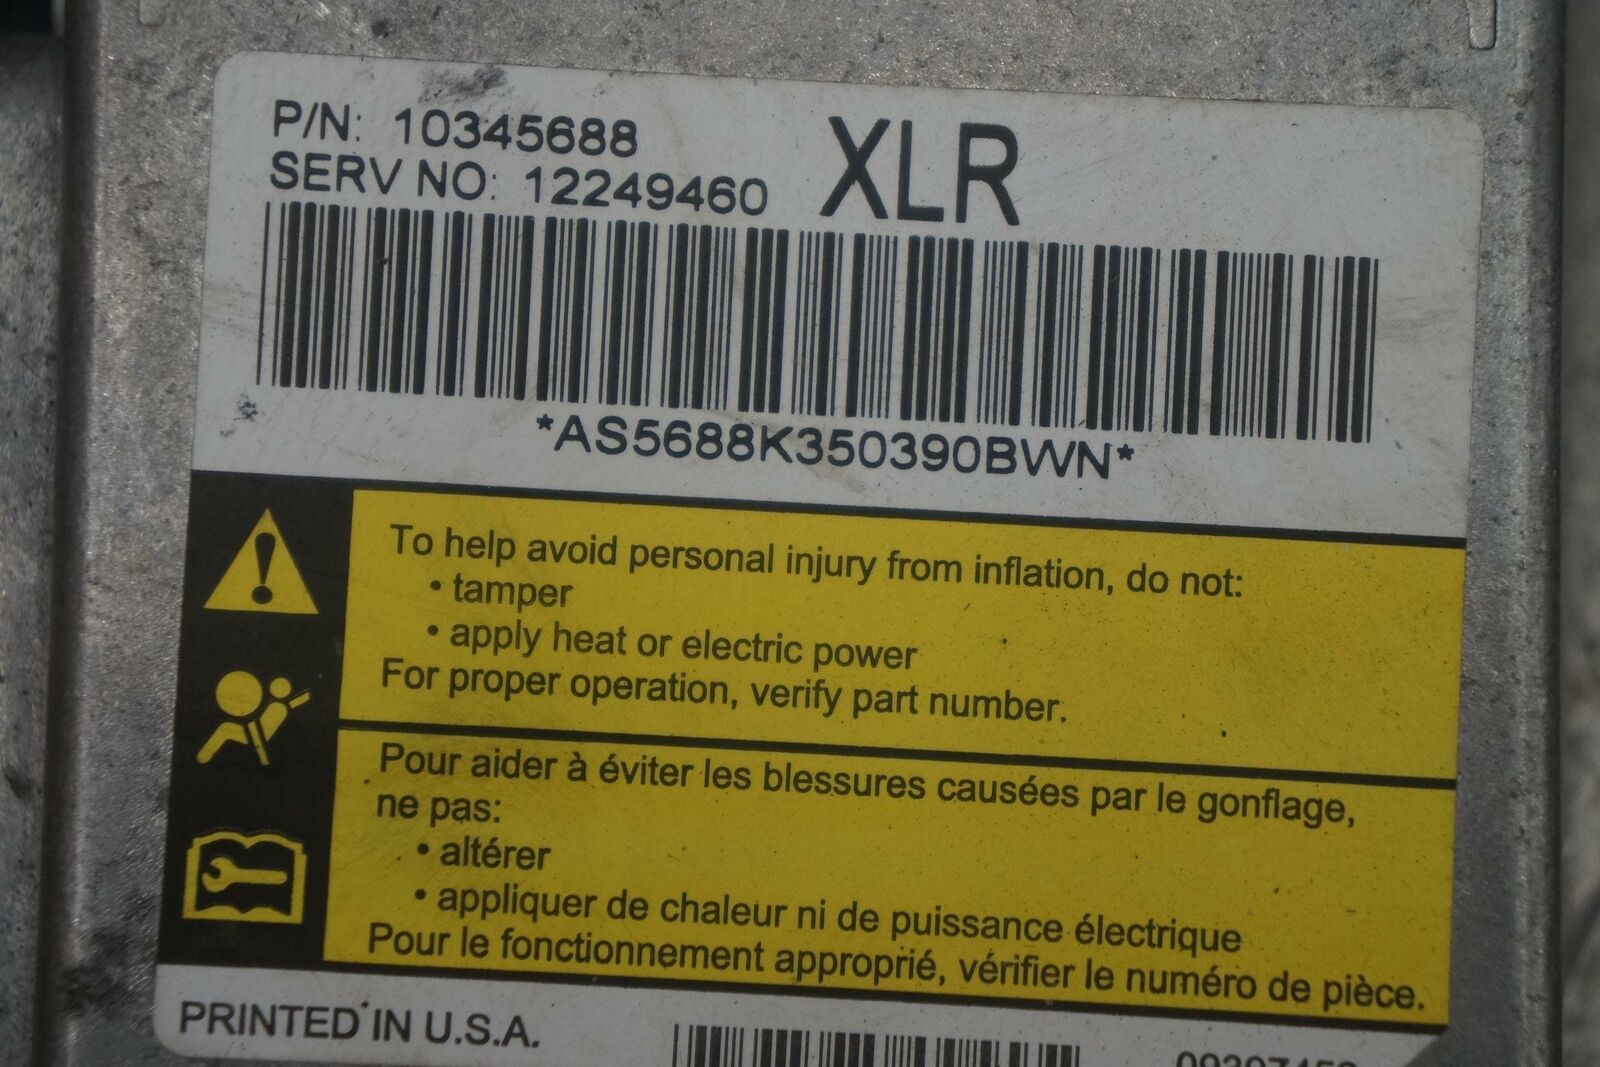 P/N: 10345688
SERV NO: 12249460
XLR
*AS5688K350390BWN*
To help avoid personal injury from inflation, do not:
• tamper
• apply heat or electric power
For proper operation, verify part number.
Pour aider à éviter les blessures causées par le gonflage,
ne pas:
• altérer
• appliquer de chaleur ni de puissance électrique
Pour le fonctionnement approprié, vérifier le numéro de pièce.
PRINTED IN U.S.A.